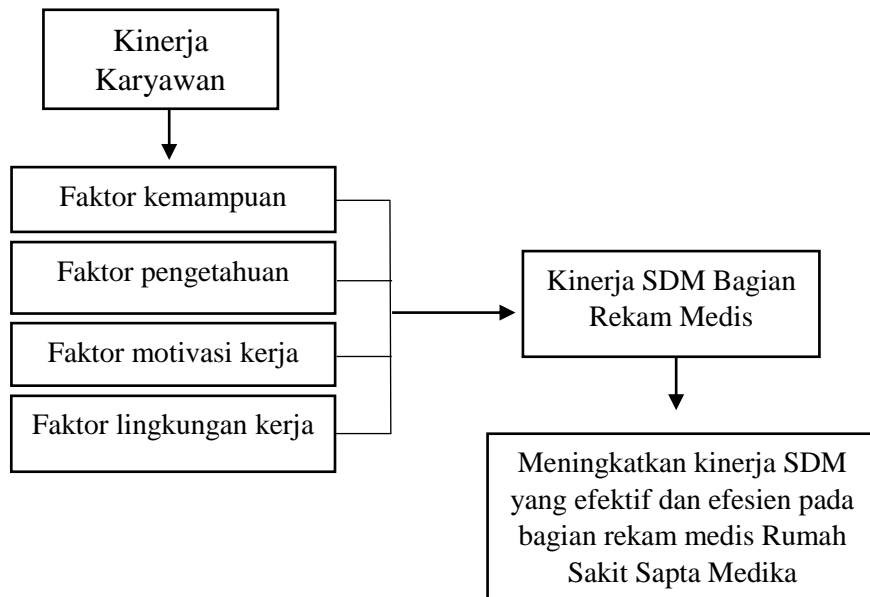 Kinerja
Karyawan
Faktor kemampuan
Faktor pengetahuan
Faktor motivasi kerja
Faktor lingkungan kerja
Kinerja SDM Bagian
Rekam Medis
Meningkatkan kinerja SDM
yang efektif dan efesien pada
bagian rekam medis Rumah
Sakit Sapta Medika